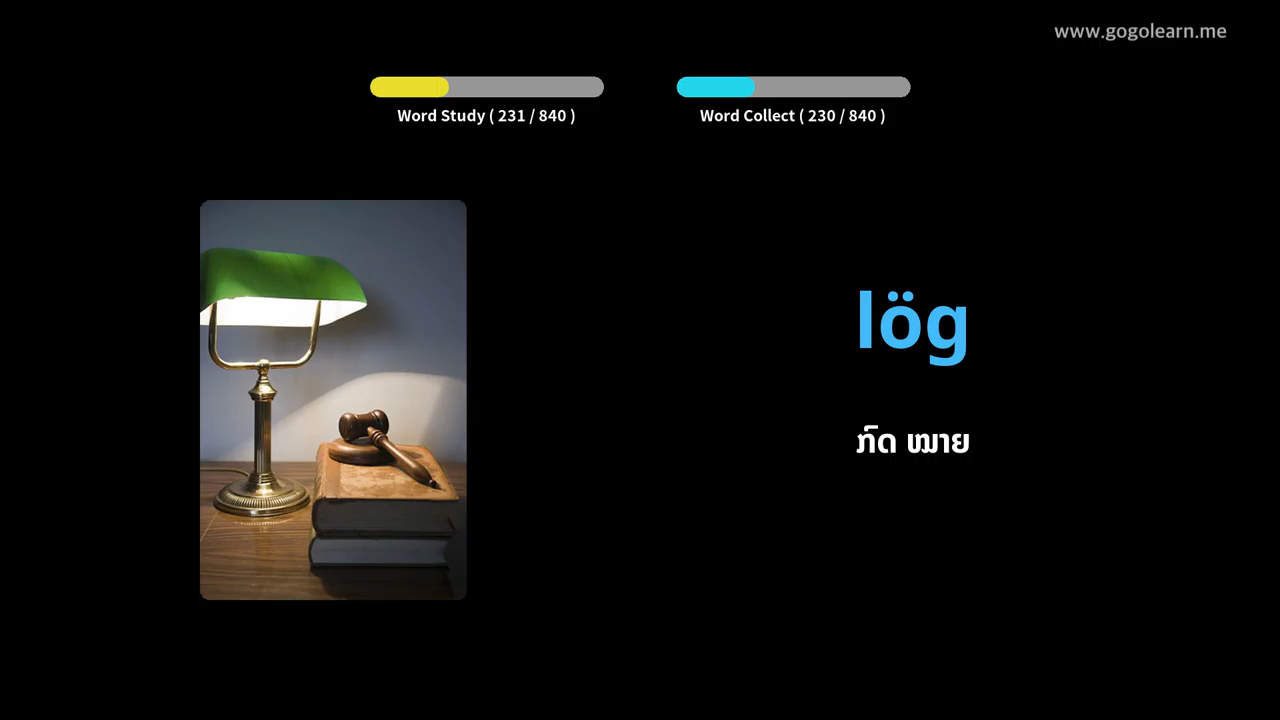 www.gogolearn.me
Word Study ( 231 / 840 )
Word Collect ( 230 / 840 )
lög
ກົດ ໝາຍ